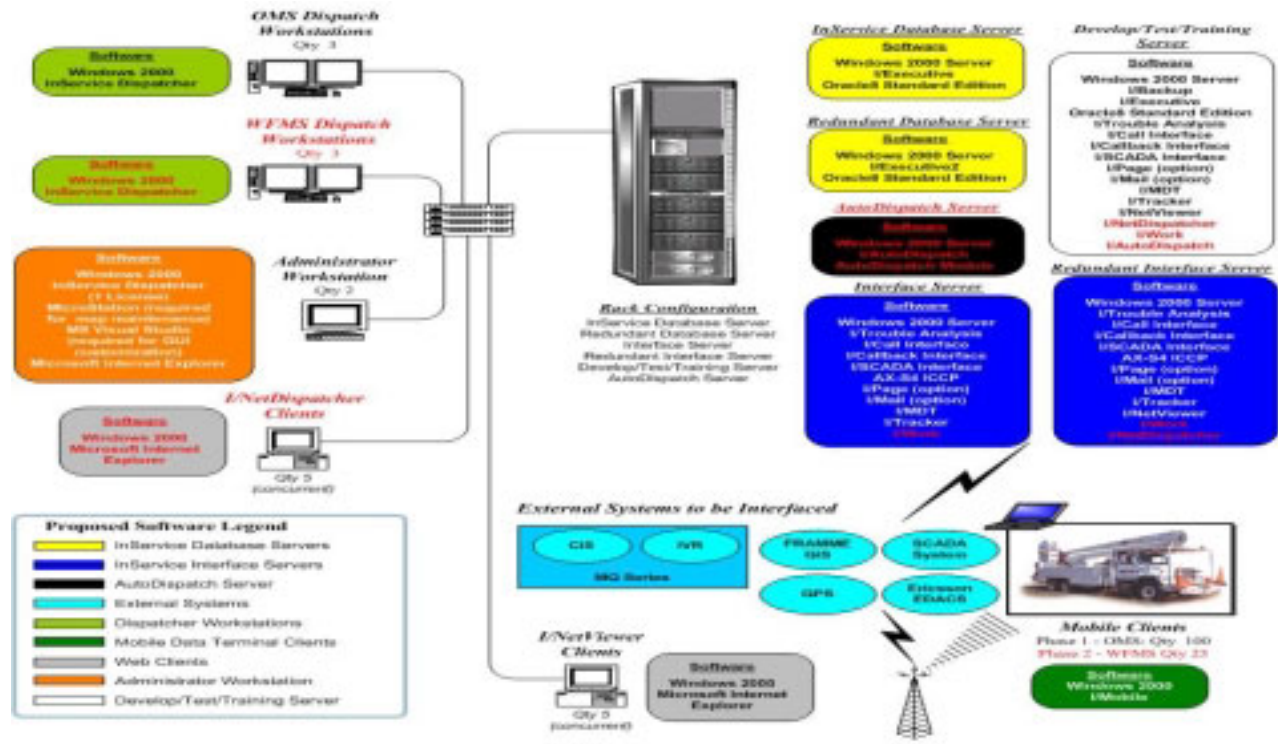 OMS Dispatch
Workstations
Qty 3
Software
Windows 2000
InService Dispatcher
WFMS Dispatch
Workstations
Qty 3
Software
Windows 2000
InService Dispatcher
Software
Windows 2000
InService Dispatcher
(1 License)
MicroStation (required
for map maintenance)
MS Visual Studio
(required for GUI
customization)
Microsoft Internet Explorer
Administrator
Workstation
Qty 2
I/NetDispatcher
Clients
Software
Windows 2000
Microsoft Internet
Explorer
Qty 5
(concurrent)
Rack Configuration
InService Database Server
Redundant Database Server
Interface Server
Redundant Interface Server
Develop/Test/Training Server
AutoDispatch Server
InService Database Server
Software
Windows 2000 Server
I/Executive
Oracle8 Standard Edition
Redundant Database Server
Software
Windows 2000 Server
I/Executive2
Oracle8 Standard Edition
AutoDispatch Server
Software
Windows 2000 Server
I/AutoDispatch
AutoDispatch Module
Interface Server
Software
Windows 2000 Server
I/Trouble Analysis
I/Call Interface
I/Callback Interface
I/SCADA Interface
AX-S4 ICCP
I/Page (option)
I/Mail (option)
I/MDT
I/Tracker
I/Work
Develop/Test/Training
Server
Software
Windows 2000 Server
I/Backup
I/Executive
Oracle8 Standard Edition
I/Trouble Analysis
I/Call Interface
I/Callback Interface
I/SCADA Interface
I/Page (option)
I/Mail (option)
I/MDT
I/Tracker
I/NetViewer
I/NetDispatcher
I/Work
I/AutoDispatch
Redundant Interface Server
Software
Windows 2000 Server
I/Trouble Analysis
I/Call Interface
I/Callback Interface
I/SCADA Interface
AX-S4 ICCP
I/Page (option)
I/Mail (option)
I/MDT
I/Tracker
I/NetViewer
I/Work
I/NetDispatcher
Proposed Software Legend
InService Database Servers
InService Interface Servers
AutoDispatch Server
External Systems
Dispatcher Workstations
Mobile Data Terminal Clients
Web Clients
Administrator Workstation
Develop/Test/Training Server
External Systems to be Interfaced
CIS
IVR
MQ Series
FRAMME
GIS
SCADA
System
GPS
Ericsson
EDACS
I/NetViewer
Clients
Qty 5
(concurrent)
Software
Windows 2000
Microsoft Internet
Explorer
Mobile Clients
Phase 1 - OMS: Qty 100
Phase 2 - WFMS Qty 23
Software
Windows 2000
I/Mobile